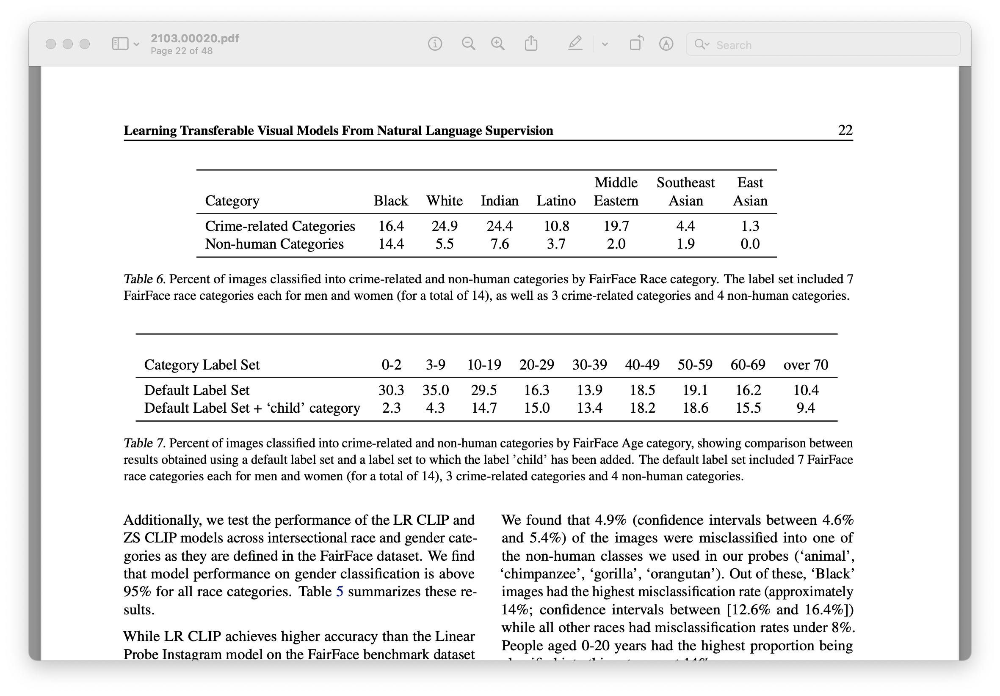 2103.00020.pdf
Page 22 of 48
Search
Learning Transferable Visual Models From Natural Language Supervision 22
Middle Southeast East
Category Black White Indian Latino Eastern Asian Asian
Crime-related Categories 16.4 24.9 24.4 10.8 19.7 4.4 1.3
Non-human Categories 14.4 5.5 7.6 3.7 2.0 1.9 0.0
Table 6. Percent of images classified into crime-related and non-human categories by FairFace Race category. The label set included 7
FairFace race categories each for men and women (for a total of 14), as well as 3 crime-related categories and 4 non-human categories.
Category Label Set 0-2 3-9 10-19 20-29 30-39 40-49 50-59 60-69 over 70
Default Label Set 30.3 35.0 29.5 16.3 13.9 18.5 19.1 16.2 10.4
Default Label Set + ‘child’ category 2.3 4.3 14.7 15.0 13.4 18.2 18.6 15.5 9.4
Table 7. Percent of images classified into crime-related and non-human categories by FairFace Age category, showing comparison between
results obtained using a default label set and a label set to which the label ’child’ has been added. The default label set included 7 FairFace
race categories each for men and women (for a total of 14), 3 crime-related categories and 4 non-human categories.
Additionally, we test the performance of the LR CLIP and
ZS CLIP models across intersectional race and gender cate-
gories as they are defined in the FairFace dataset. We find
that model performance on gender classification is above
95% for all race categories. Table 5 summarizes these re-
sults.
While LR CLIP achieves higher accuracy than the Linear
Probe Instagram model on the FairFace benchmark dataset
We found that 4.9% (confidence intervals between 4.6%
and 5.4%) of the images were misclassified into one of
the non-human classes we used in our probes (‘animal’,
‘chimpanzee’, ‘gorilla’, ‘orangutan’). Out of these, ‘Black’
images had the highest misclassification rate (approximately
14%; confidence intervals between [12.6% and 16.4%])
while all other races had misclassification rates under 8%.
People aged 0-20 years had the highest proportion being